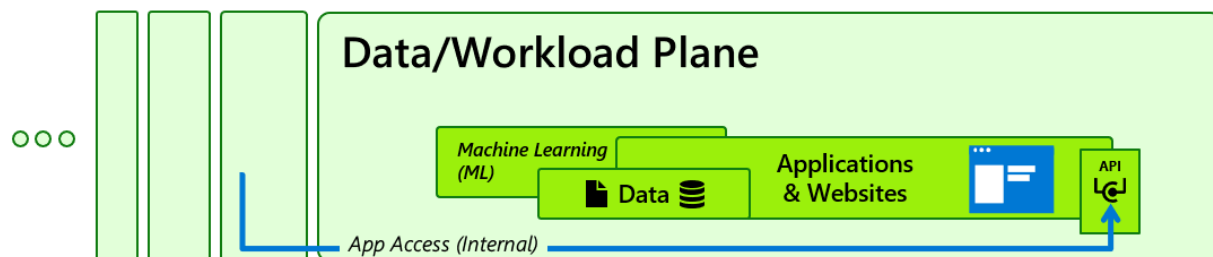 Data/Workload Plane
Machine Learning
(ML)
Applications
& Websites
API
Data
App Access (Internal)